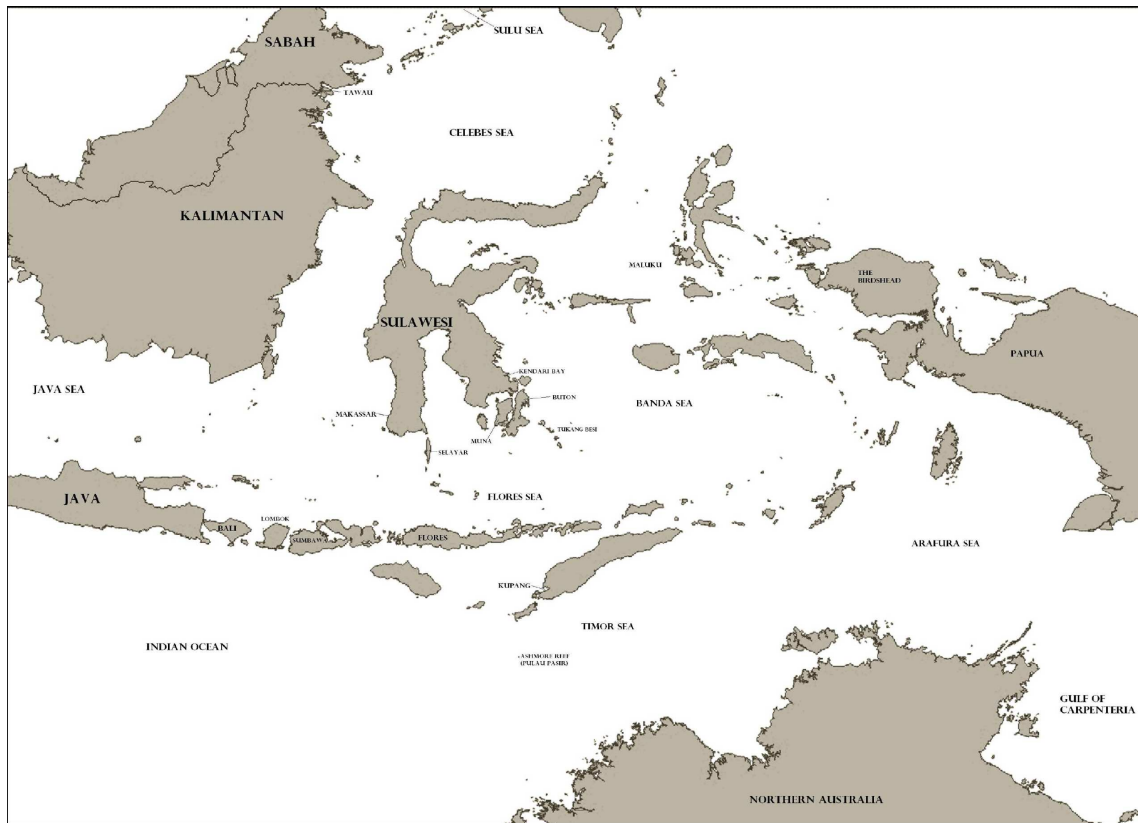 SULU SEA
SABAH
TAWAU
CELEBES SEA
KALIMANTAN
MALUKU
THE
BIRDSHEAD
SULAWESI
PAPUA
KENDARI BAY
JAVA SEA
BUTON
BANDA SEA
MAKASSAR
TUKANG BESI
MUNA
SELAYAR
JAVA
FLORES SEA
LOMBOK
BALI
SUMBAWA
FLORES
ARAFURA SEA
KUPANG
TIMOR SEA
INDIAN OCEAN
ASHMORE REEF
(PULAU PASIR)
GULF OF
CARPENTERIA
NORTHERN AUSTRALIA